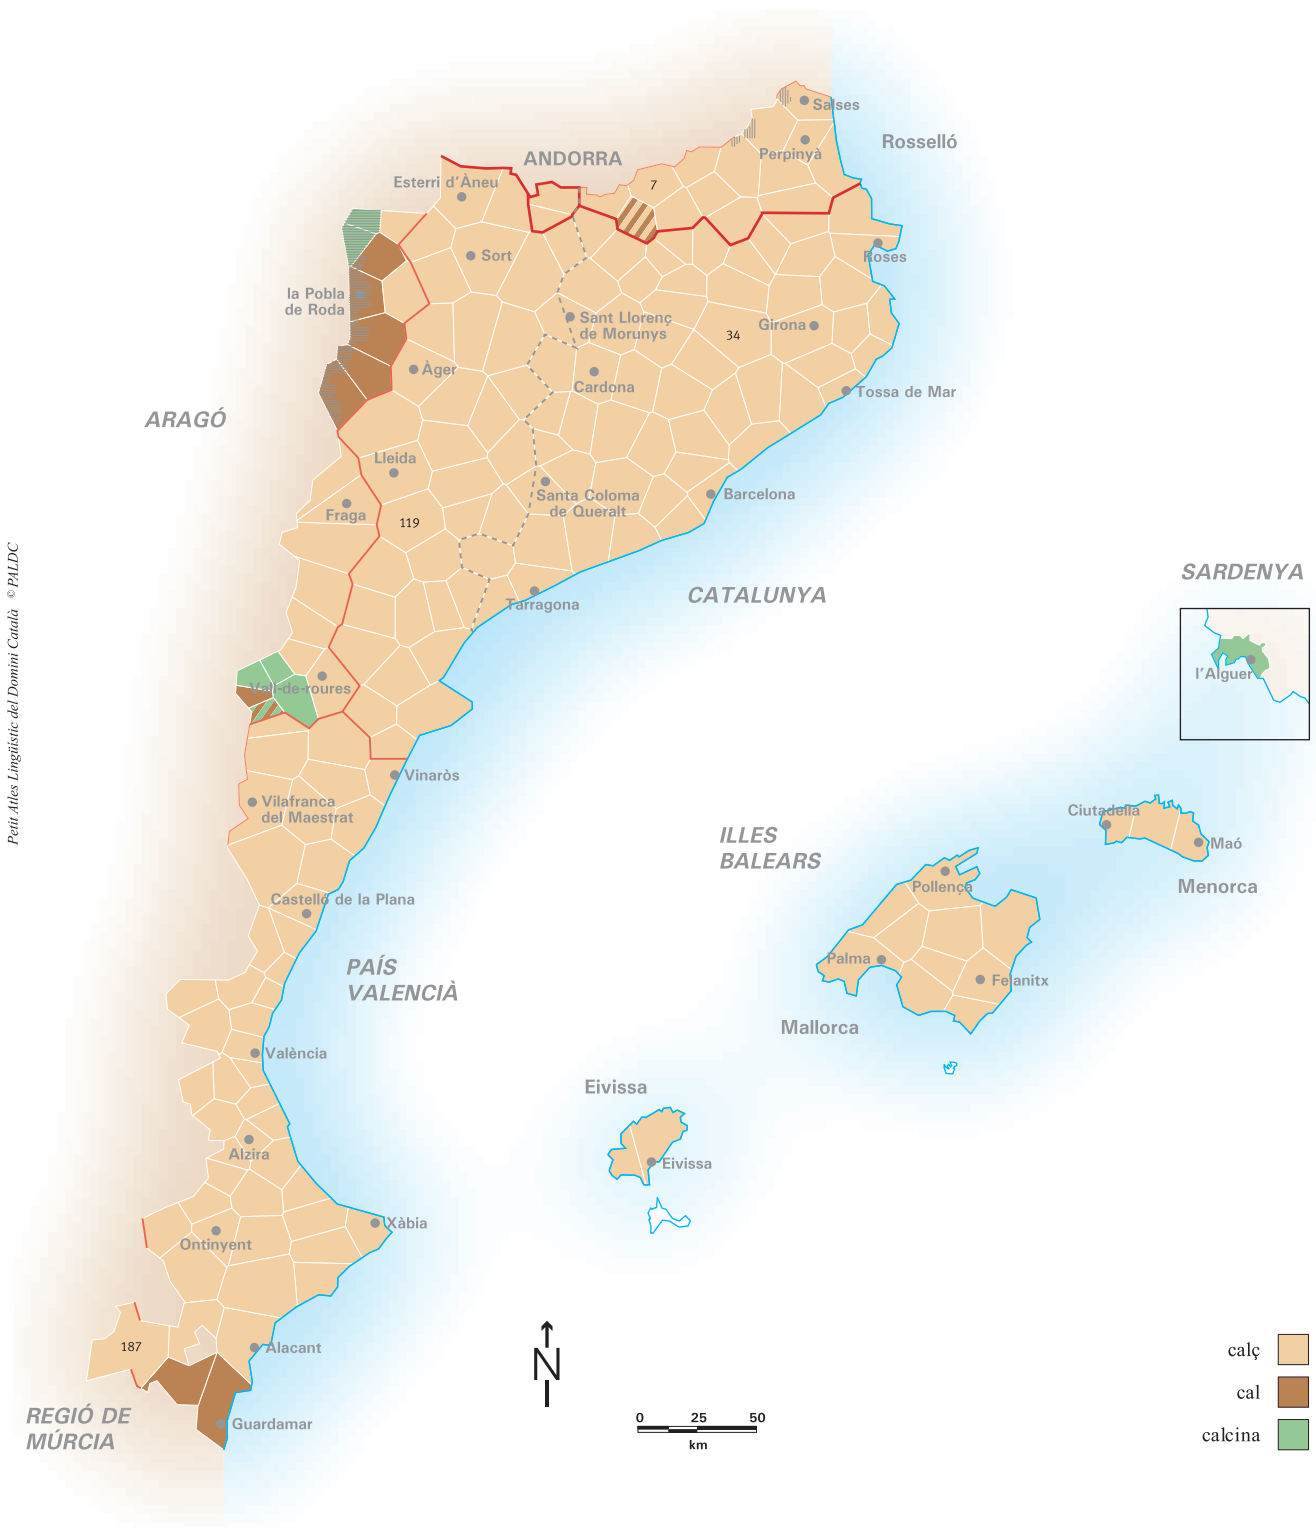 Salses
Rosselló
Perpinyà
ANDORRA
7
Esterri d'Àneu
Sort
Roses
la Pobla
de Roda
Sant Llorenç
de Morunys
34
Girona
Àger
Cardona
Tossa de Mar
ARAGÓ
Lleida
Santa Coloma
de Queralt
Barcelona
Fraga
119
CATALUNYA
Tarragona
SARDENYA
l'Alguer
Petit Atles Lingüístic del Domini Català © PALDC
Vall-de-roures
Vinaròs
Vilafranca
del Maestrat
ILLES
BALEARS
Ciutadella
Maó
Menorca
Pollença
Castelló de la Plana
PAÍS
VALENCIÀ
Palma
Felanitx
Mallorca
València
Eivissa
Alzira
Eivissa
Xàbia
Ontinyent
187
Alacant
N
calç
cal
calcina
REGIÓ DE
MÚRCIA
Guardamar
0 25 50
km